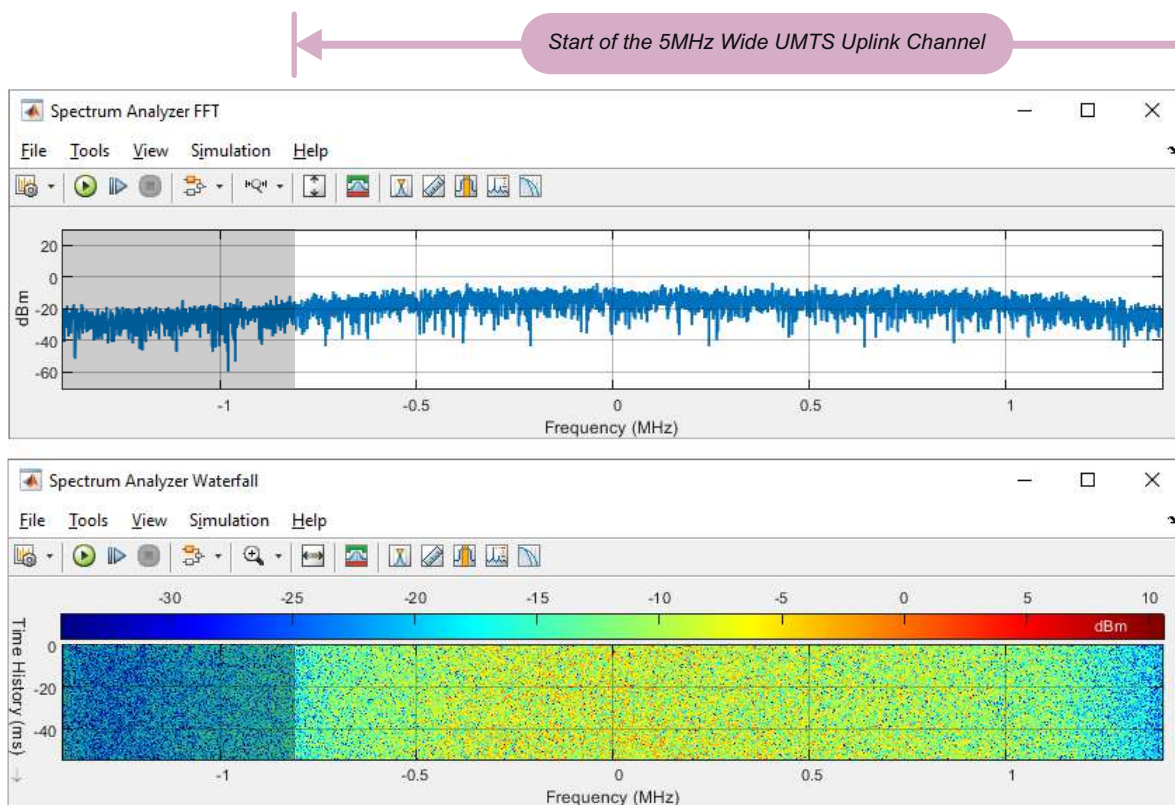 Start of the 5MHz Wide UMTS Uplink Channel
Spectrum Analyzer FFT
File Tools View Simulation Help
20
0
-20
-40
-60
dBm
-1 -0.5 0 0.5 1
Frequency (MHz)
Spectrum Analyzer Waterfall
File Tools View Simulation Help
-30 -25 -20 -15 -10 -5 0 5 10
dBm
0
-20
-40
Time History (ms)
-1 -0.5 0 0.5 1
Frequency (MHz)